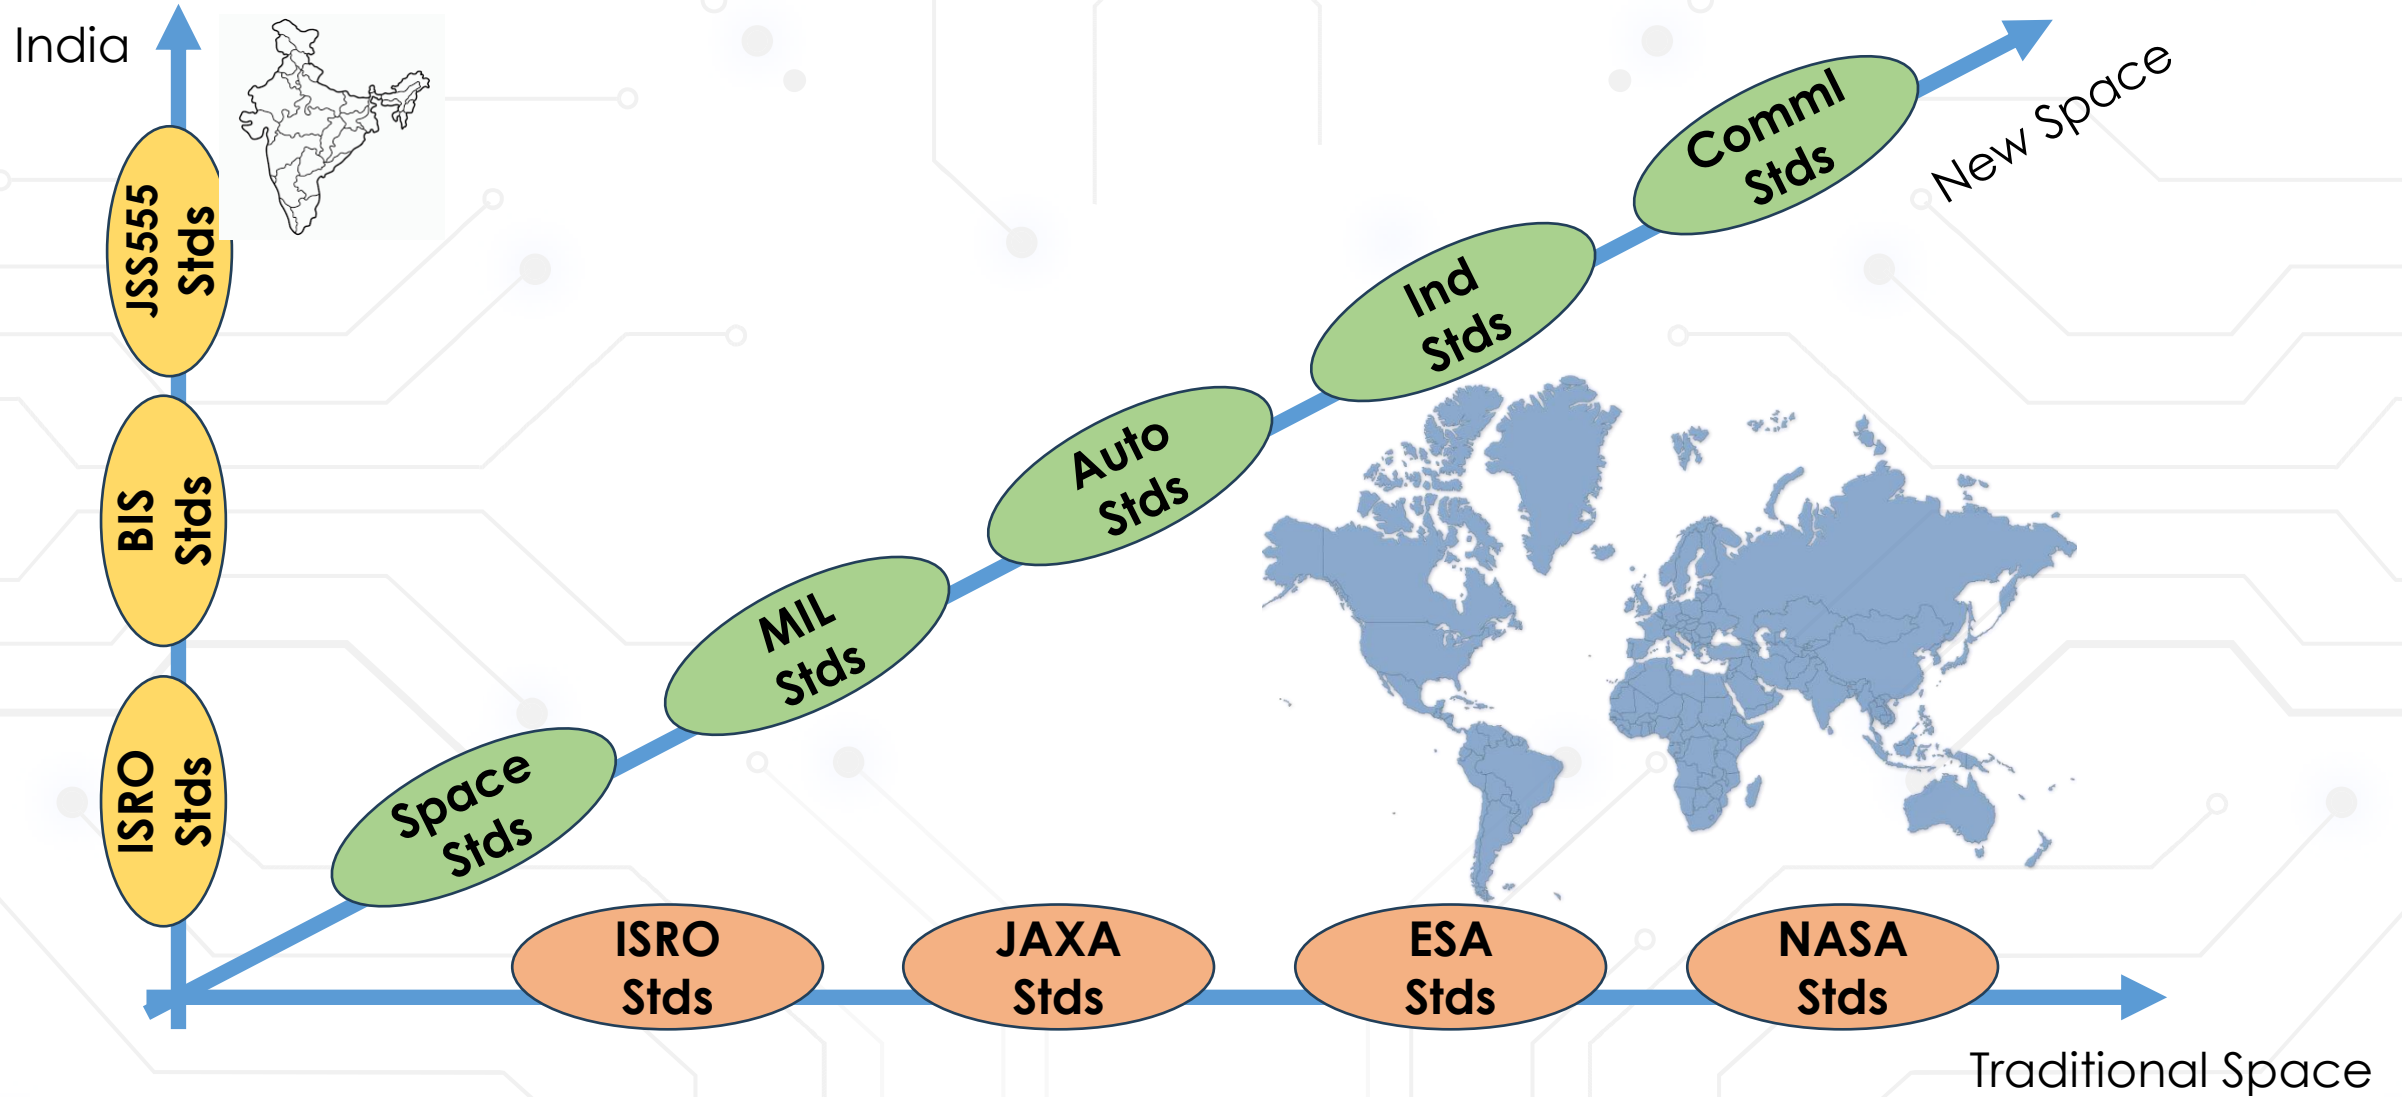 India
JSS555
Stds
BIS
Stds
ISRO
Stds
Space
Stds
MIL
Stds
Auto
Stds
Ind
Stds
Comml
Stds
New Space
ISRO
Stds
JAXA
Stds
ESA
Stds
NASA
Stds
Traditional Space